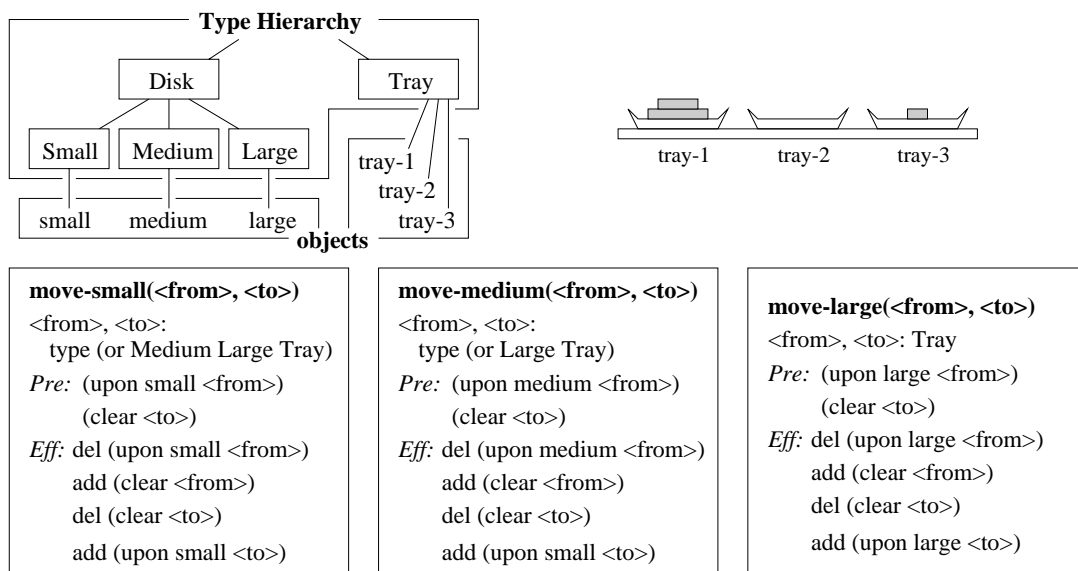 Type Hierarchy
Disk
Tray
Small
Medium
Large
tray-1
tray-2
tray-3
small
medium
large
objects
tray-1
tray-2
tray-3
move-small(<from>, <to>)
<from>, <to>:
type (or Medium Large Tray)
Pre: (upon small <from>)
(clear <to>)
Eff: del (upon small <from>)
add (clear <from>)
del (clear <to>)
add (upon small <to>)
move-medium(<from>, <to>)
<from>, <to>:
type (or Large Tray)
Pre: (upon medium <from>)
(clear <to>)
Eff: del (upon medium <from>)
add (clear <from>)
del (clear <to>)
add (upon small <to>)
move-large(<from>, <to>)
<from>, <to>: Tray
Pre: (upon large <from>)
(clear <to>)
Eff: del (upon large <from>)
add (clear <from>)
del (clear <to>)
add (upon large <to>)